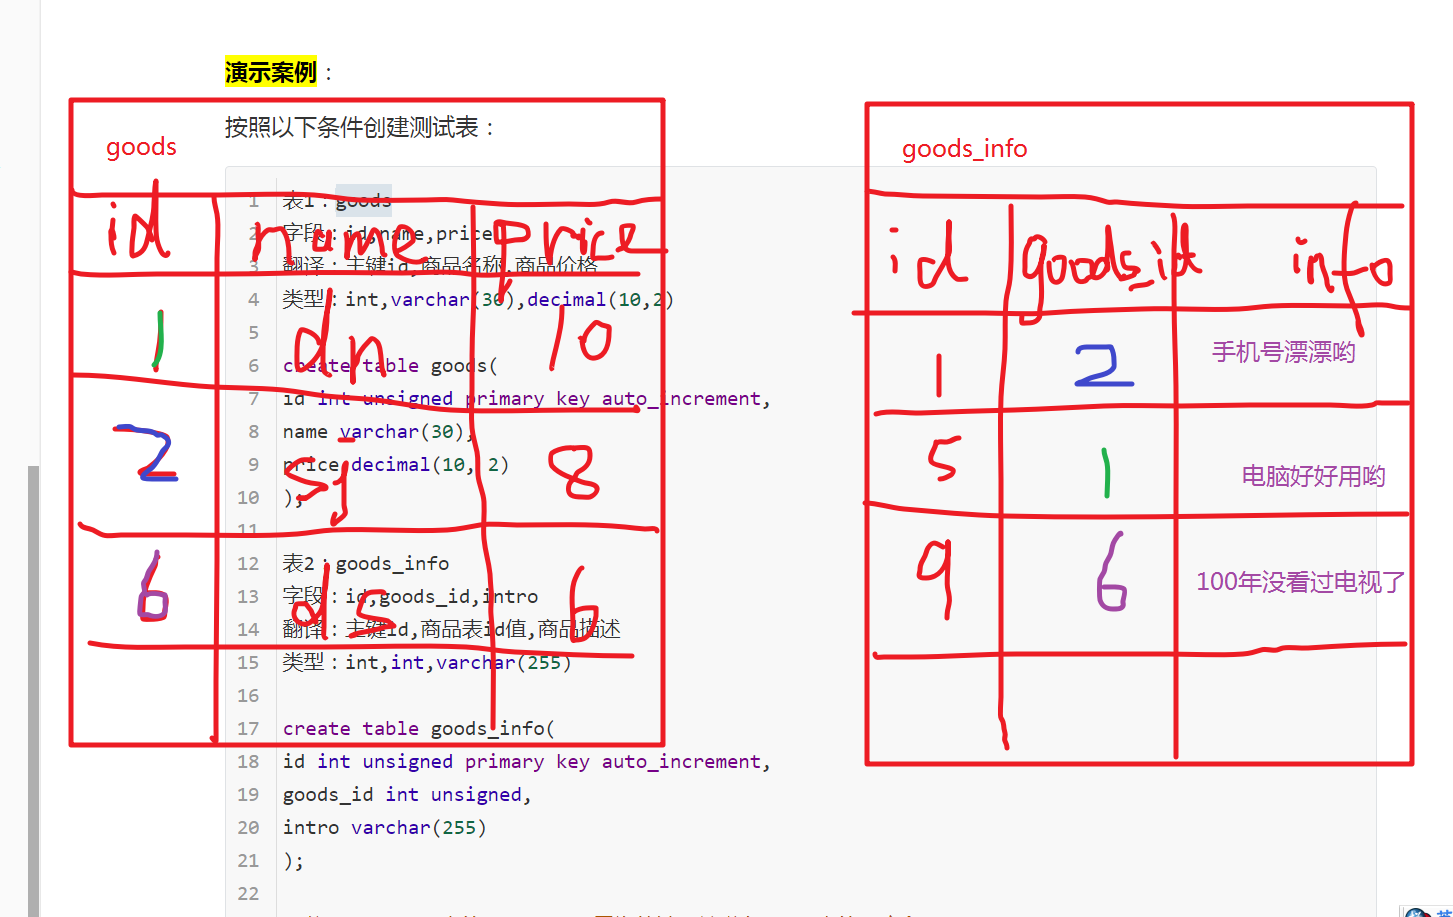 演示案例：
按照以下条件创建测试表：
1 表1：goods
2 字段：id,name,price
3 翻译：主键id,商品名称,商品价格
4 类型：int,varchar(30),decimal(10,2)
5
6 create table goods(
7 id int unsigned primary key auto_increment,
8 name varchar(30),
9 price decimal(10, 2)
10 );
11
12 表2：goods_info
13 字段：id,goods_id,intro
14 翻译：主键id,商品表id值,商品描述
15 类型：int,int,varchar(255)
16
17 create table goods_info(
18 id int unsigned primary key auto_increment,
19 goods_id int unsigned,
20 intro varchar(255)
21 );
22
goods
id name price
1 dn 10
2 sj 8
6 ds 6
goods_info
id goods_id info
1 2 手机号漂漂哟
5 1 电脑好好用哟
9 6 100年没看过电视了